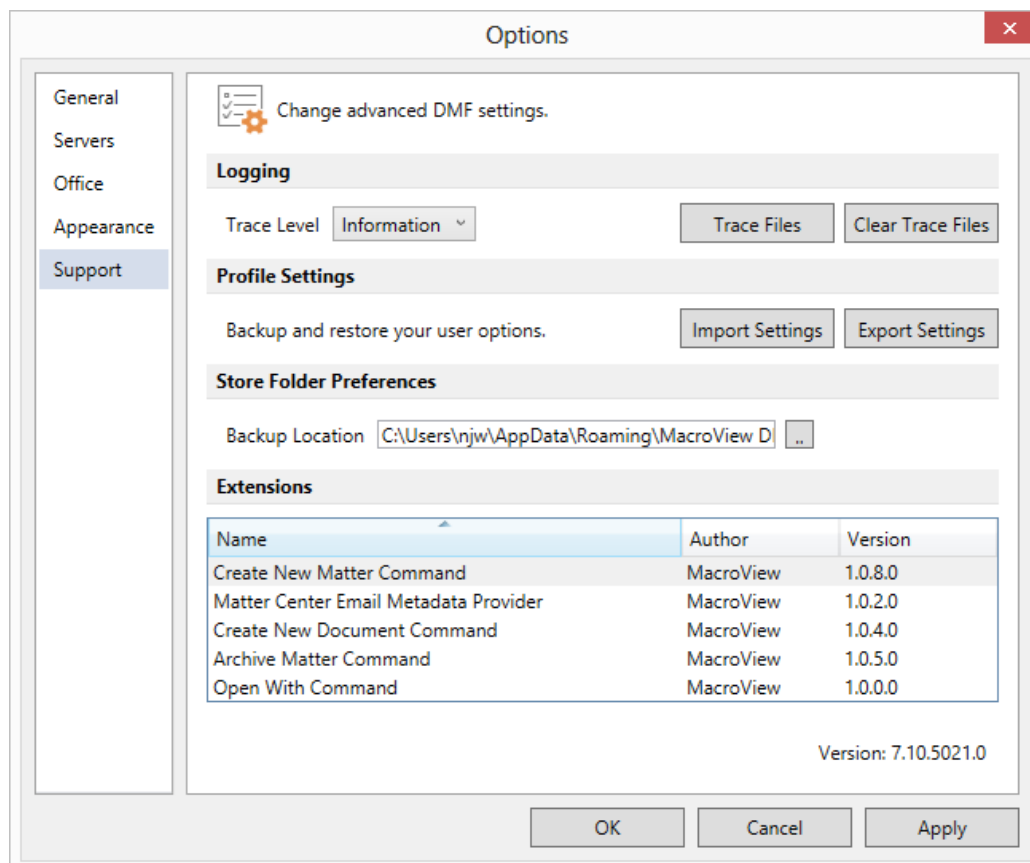 Options
General
Servers
Office
Appearance
Support
Change advanced DMF settings.
Logging
Trace Level Information Trace Files Clear Trace Files
Profile Settings
Backup and restore your user options. Import Settings Export Settings
Store Folder Preferences
Backup Location C:\Users\njw\AppData\Roaming\MacroView D ..
Extensions
Name Author Version
Create New Matter Command MacroView 1.0.8.0
Matter Center Email Metadata Provider MacroView 1.0.2.0
Create New Document Command MacroView 1.0.4.0
Archive Matter Command MacroView 1.0.5.0
Open With Command MacroView 1.0.0.0
Version: 7.10.5021.0
OK Cancel Apply